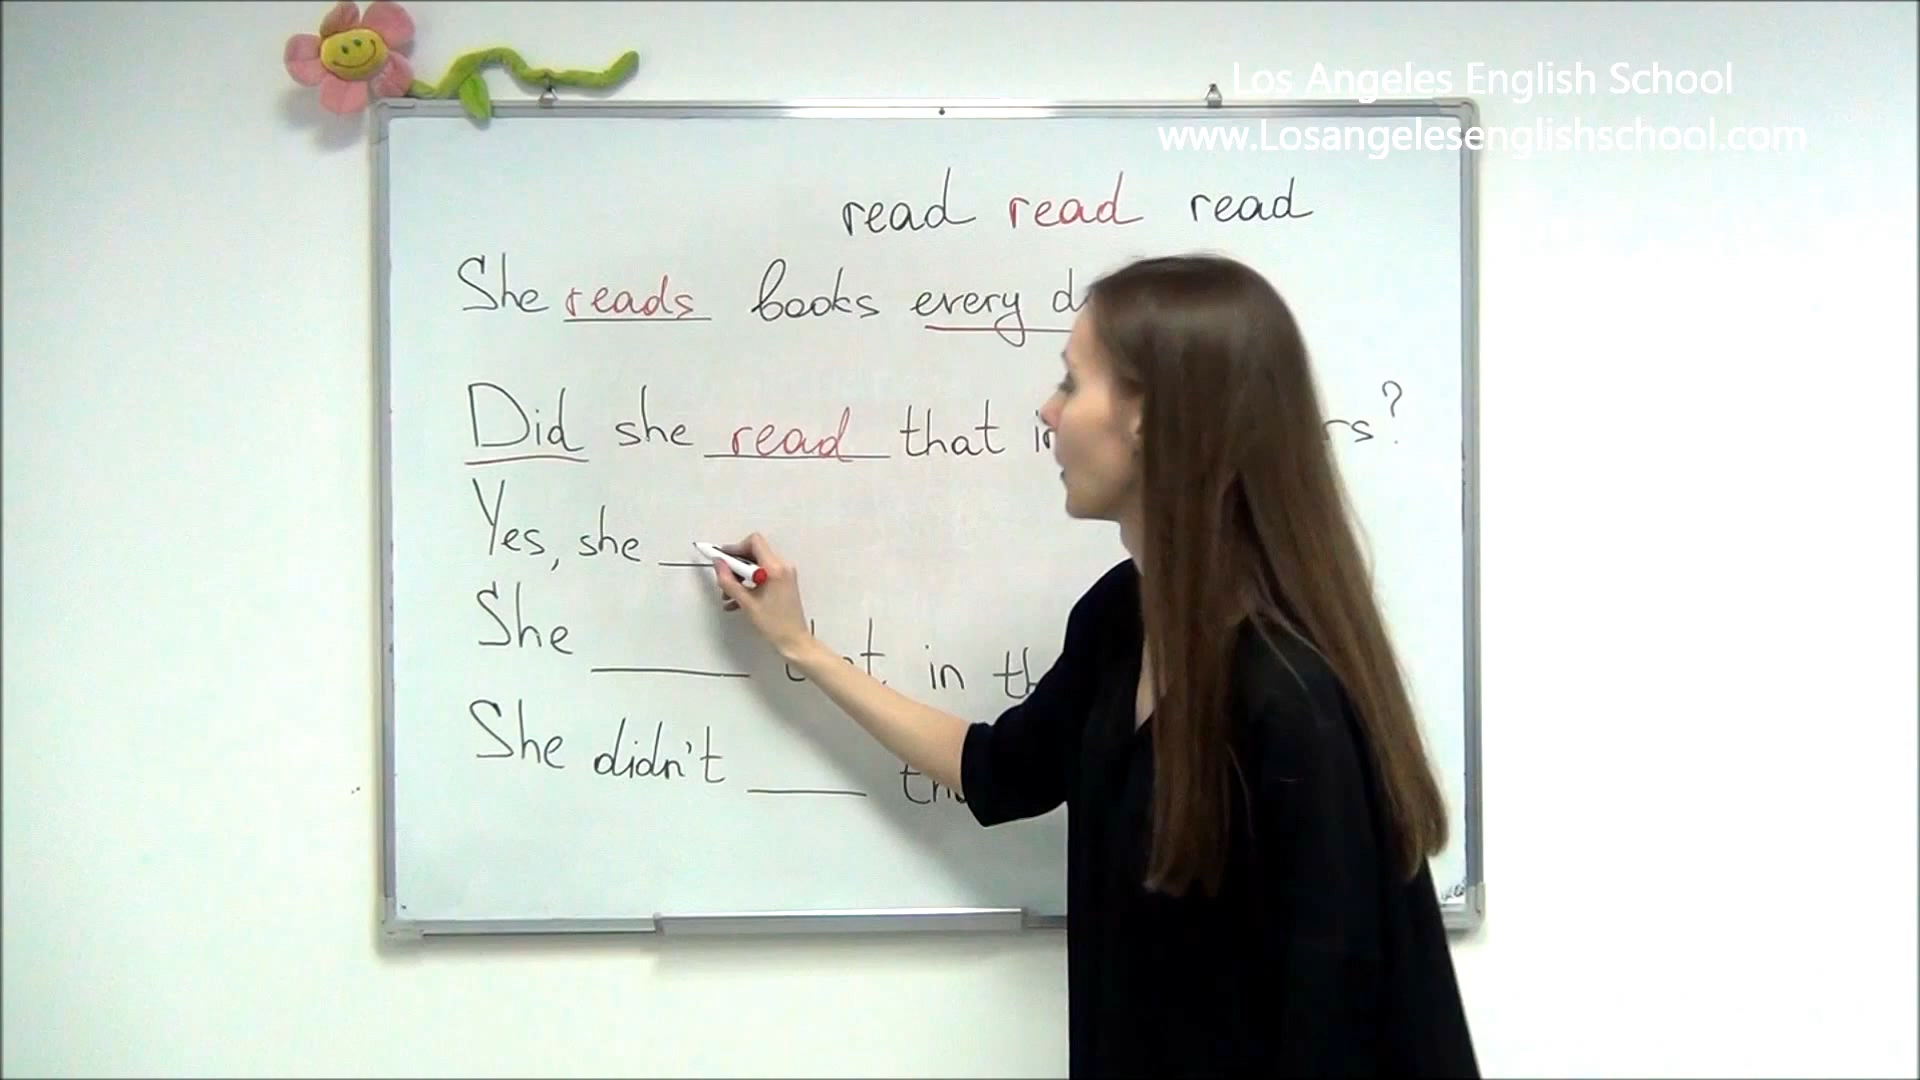 Los Angeles English School
www.Losangelesenglishschool.com
read read read
She reads books every
Did she read that in ?
Yes, she
She in
She didn't